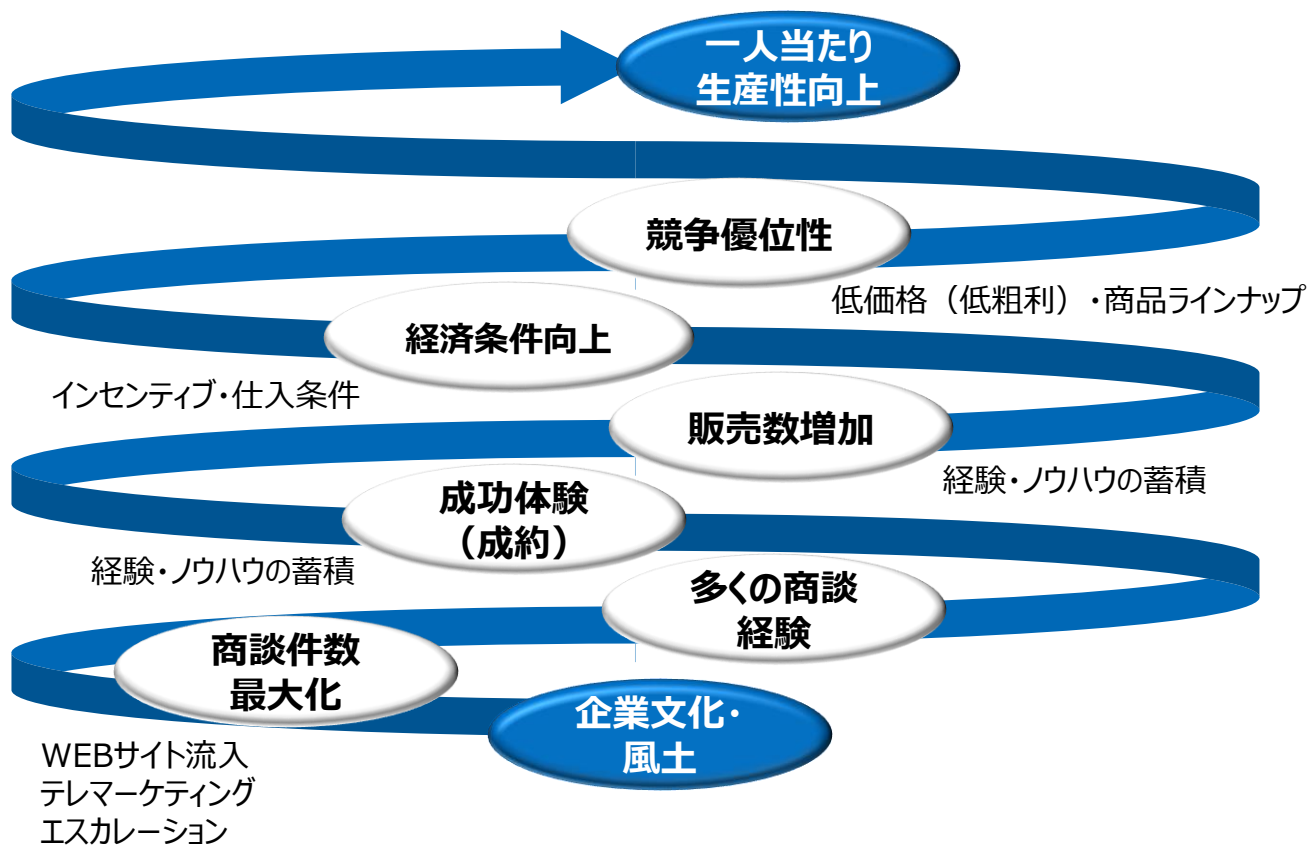 一人当たり
生産性向上
競争優位性
低価格（低粗利）・商品ラインナップ
経済条件向上
インセンティブ・仕入条件
販売数増加
経験・ノウハウの蓄積
成功体験
（成約）
経験・ノウハウの蓄積
多くの商談
経験
商談件数
最大化
企業文化・
風土
WEBサイト流入
テレマーケティング
エスカレーション